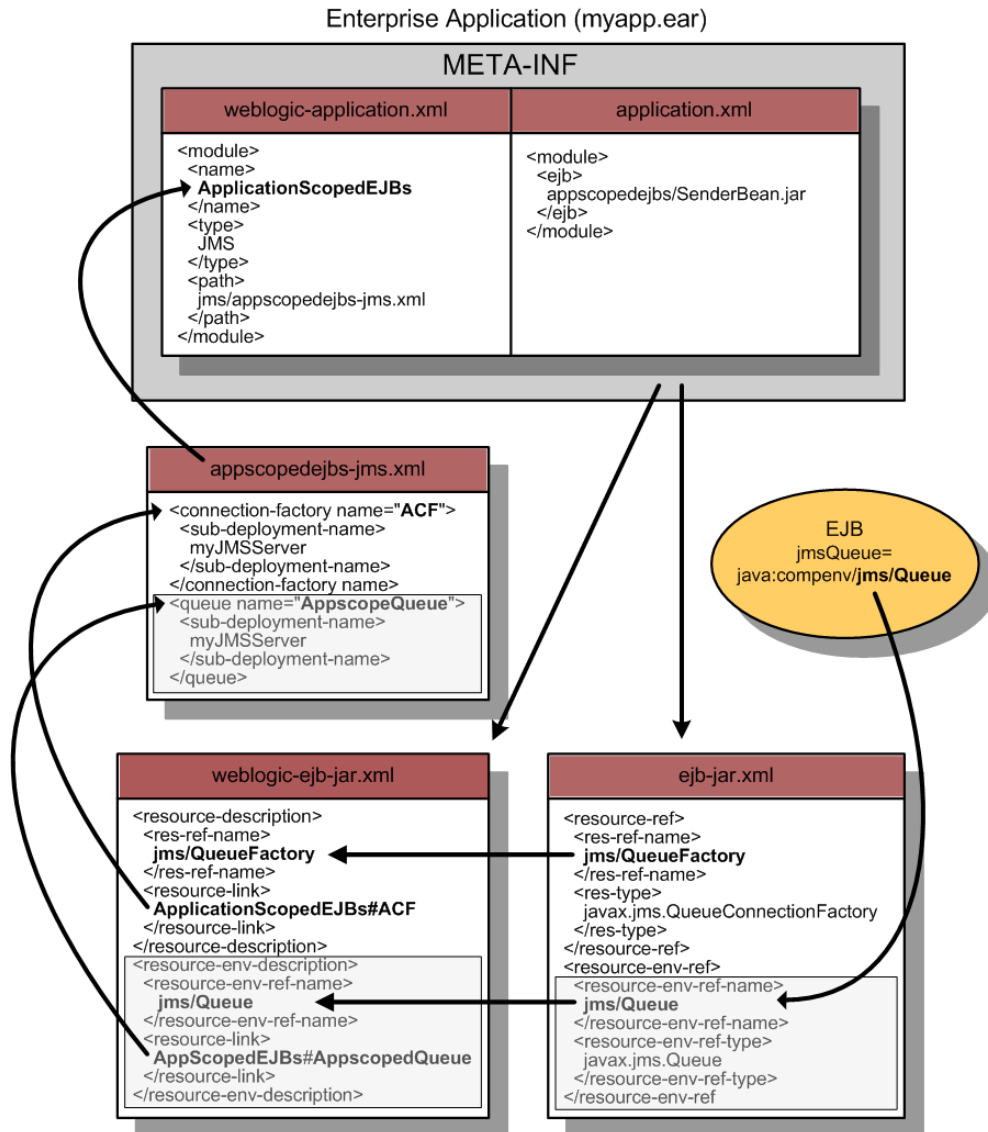 Enterprise Application (myapp.ear)
META-INF
weblogic-application.xml
<module>
<name>
ApplicationScopedEJBs
</name>
<type>
JMS
</type>
<path>
jms/appscopedejbs-jms.xml
</path>
</module>
application.xml
<module>
<ejb>
appscopedejbs/SenderBean.jar
</ejb>
</module>
appscopedejbs-jms.xml
<connection-factory name="ACF">
<sub-deployment-name>
myJMSServer
</sub-deployment-name>
</connection-factory name>
<queue name="AppscopeQueue">
<sub-deployment-name>
myJMSServer
</sub-deployment-name>
</queue>
EJB
jmsQueue=
java:compenv/jms/Queue
weblogic-ejb-jar.xml
<resource-description>
<res-ref-name>
jms/QueueFactory
</res-ref-name>
<resource-link>
ApplicationScopedEJBs#ACF
</resource-link>
</resource-description>
<resource-env-description>
<resource-env-ref-name>
jms/Queue
</resource-env-ref-name>
<resource-link>
AppScopedEJBs#AppscopedQueue
</resource-link>
</resource-env-description>
ejb-jar.xml
<resource-ref>
<res-ref-name>
jms/QueueFactory
</res-ref-name>
<res-type>
javax.jms.QueueConnectionFactory
</res-type>
</resource-ref>
<resource-env-ref>
<resource-env-ref-name>
jms/Queue
</resource-env-ref-name>
<resource-env-ref-type>
javax.jms.Queue
</resource-env-ref-type>
</resource-env-ref